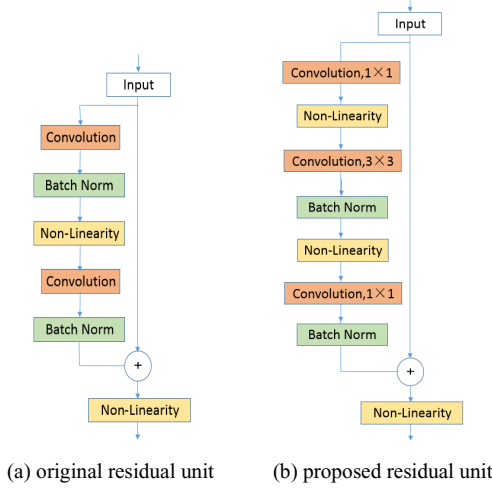 Input
Convolution
Batch Norm
Non-Linearity
Convolution
Batch Norm
+
Non-Linearity
(a) original residual unit
Input
Convolution,1×1
Non-Linearity
Convolution,3×3
Batch Norm
Non-Linearity
Convolution,1×1
Batch Norm
+
Non-Linearity
(b) proposed residual unit